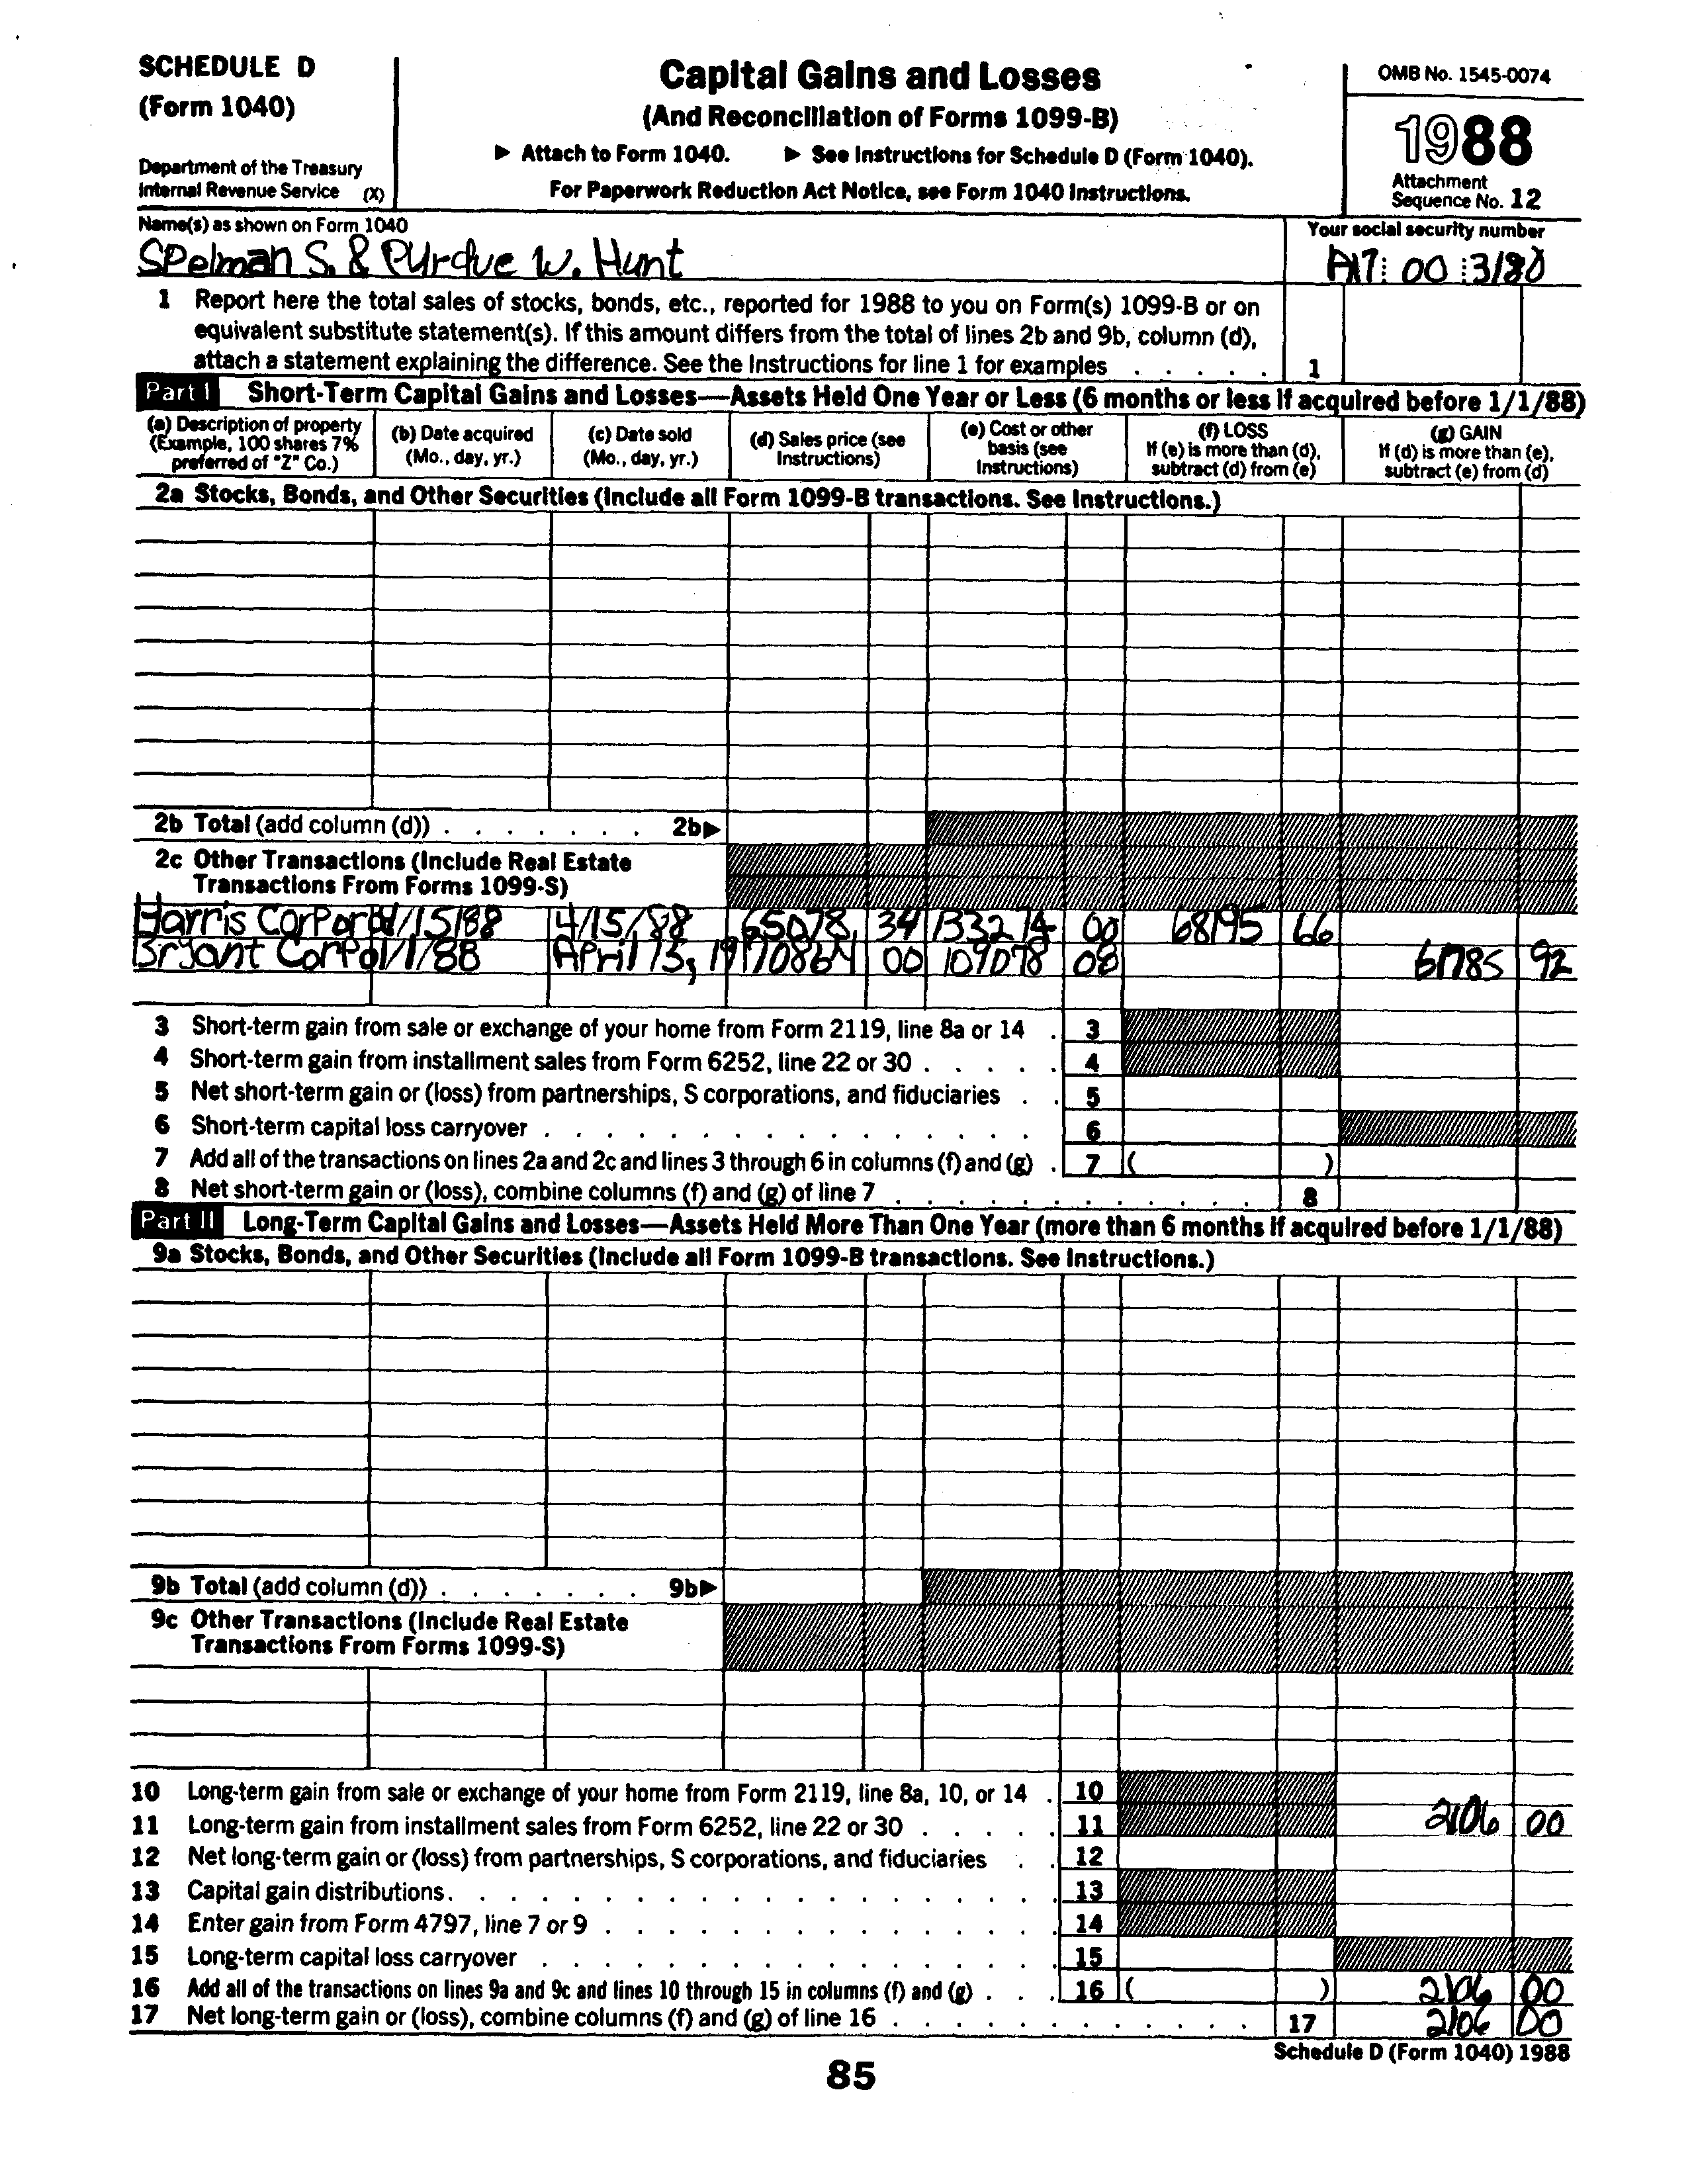 SCHEDULE D
(Form 1040)
Department of the Treasury
Internal Revenue Service (X)
Capital Gains and Losses
(And Reconciliation of Forms 1099-B)
▶ Attach to Form 1040. ▶ See Instructions for Schedule D (Form 1040).
For Paperwork Reduction Act Notice, see Form 1040 Instructions.
OMB No. 1545-0074
1988
Attachment
Sequence No. 12
Name(s) as shown on Form 1040
Spelman S. & Purdue W. Hunt
Your social security number
00
1 Report here the total sales of stocks, bonds, etc., reported for 1988 to you on Form(s) 1099-B or on
equivalent substitute statement(s). If this amount differs from the total of lines 2b and 9b, column (d),
attach a statement explaining the difference. See the Instructions for line 1 for examples . . . . . 1
Part I Short-Term Capital Gains and Losses—Assets Held One Year or Less (6 months or less if acquired before 1/1/88)
(a) Description of property
(Example, 100 shares 7%
preferred of "Z" Co.)
(b) Date acquired
(Mo., day, yr.)
(c) Date sold
(Mo., day, yr.)
(d) Sales price (see
Instructions)
(e) Cost or other
basis (see
Instructions)
(f) LOSS
If (e) is more than (d),
subtract (d) from (e)
(g) GAIN
If (d) is more than (e),
subtract (e) from (d)
2a Stocks, Bonds, and Other Securities (Include all Form 1099-B transactions. See Instructions.)
2b Total (add column (d)) . . . . . . . 2b▶
2c Other Transactions (Include Real Estate
Transactions From Forms 1099-S)
Harris Corpor 4/15/88 65078 34 133274 00 68195 66
Bryant Corpo 1/1/88 April 13, 19 170864 00 109078 08 61785 92
3 Short-term gain from sale or exchange of your home from Form 2119, line 8a or 14 . 3
4 Short-term gain from installment sales from Form 6252, line 22 or 30 . . . . . 4
5 Net short-term gain or (loss) from partnerships, S corporations, and fiduciaries . . 5
6 Short-term capital loss carryover . . . . . . . . . . . . . . . . 6
7 Add all of the transactions on lines 2a and 2c and lines 3 through 6 in columns (f) and (g) . 7 ( )
8 Net short-term gain or (loss), combine columns (f) and (g) of line 7 . . . . . . . . . . . . 8
Part II Long-Term Capital Gains and Losses—Assets Held More Than One Year (more than 6 months if acquired before 1/1/88)
9a Stocks, Bonds, and Other Securities (Include all Form 1099-B transactions. See Instructions.)
9b Total (add column (d)) . . . . . . . 9b▶
9c Other Transactions (Include Real Estate
Transactions From Forms 1099-S)
10 Long-term gain from sale or exchange of your home from Form 2119, line 8a, 10, or 14 . 10
11 Long-term gain from installment sales from Form 6252, line 22 or 30 . . . . . 11 2106 00
12 Net long-term gain or (loss) from partnerships, S corporations, and fiduciaries . . 12
13 Capital gain distributions . . . . . . . . . . . . . . . . . . . 13
14 Enter gain from Form 4797, line 7 or 9 . . . . . . . . . . . . . . 14
15 Long-term capital loss carryover . . . . . . . . . . . . . . . . 15
16 Add all of the transactions on lines 9a and 9c and lines 10 through 15 in columns (f) and (g) . . . 16 ( ) 2106 00
17 Net long-term gain or (loss), combine columns (f) and (g) of line 16 . . . . . . . . . . . . 17 2106 00
Schedule D (Form 1040) 1988
85